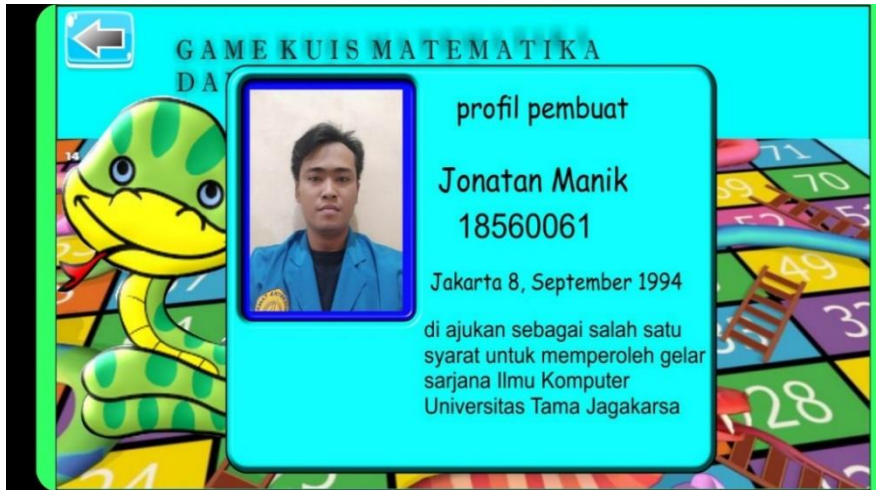 GAME KUIS MATEMATIKA
DA
profil pembuat
Jonatan Manik
18560061
Jakarta 8, September 1994
di ajukan sebagai salah satu
syarat untuk memperoleh gelar
sarjana Ilmu Komputer
Universitas Tama Jagakarsa
14
71
70
49
28